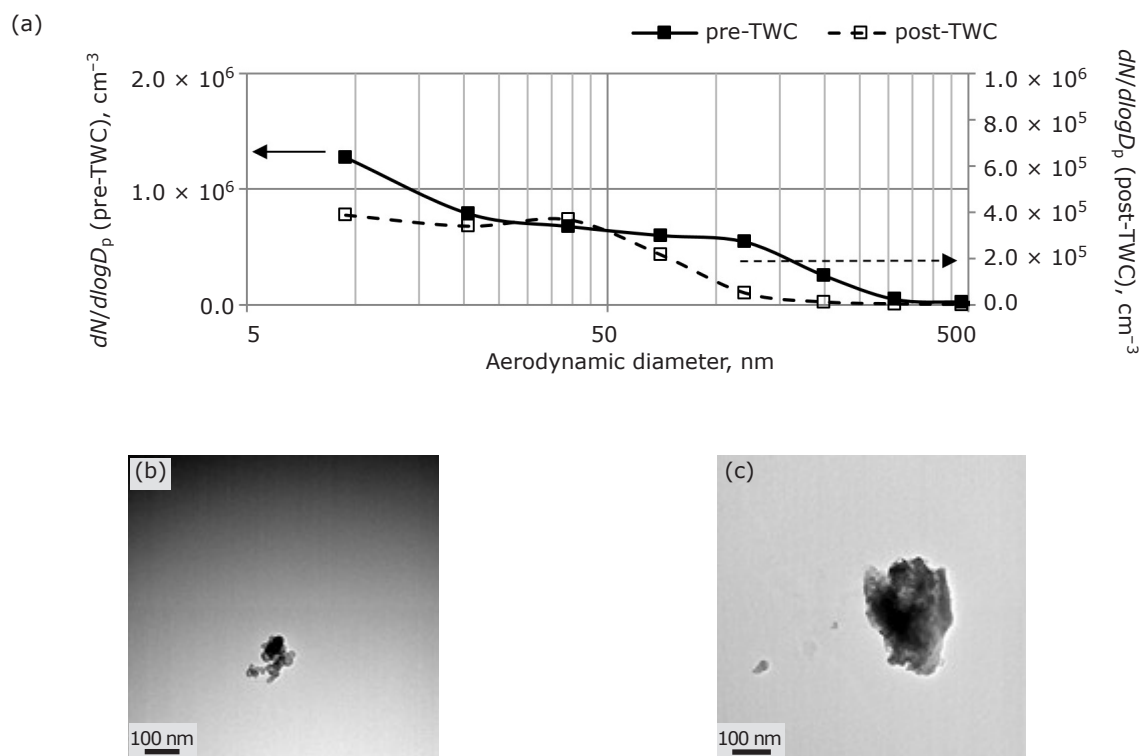 (a)
pre-TWC post-TWC
dN/dlogDₚ (pre-TWC), cm⁻³
2.0 × 10⁶
1.0 × 10⁶
0.0
1.0 × 10⁶
8.0 × 10⁵
6.0 × 10⁵
4.0 × 10⁵
2.0 × 10⁵
0.0
dN/dlogDₚ (post-TWC), cm⁻³
5 50 500
Aerodynamic diameter, nm
(b)
100 nm
(c)
100 nm